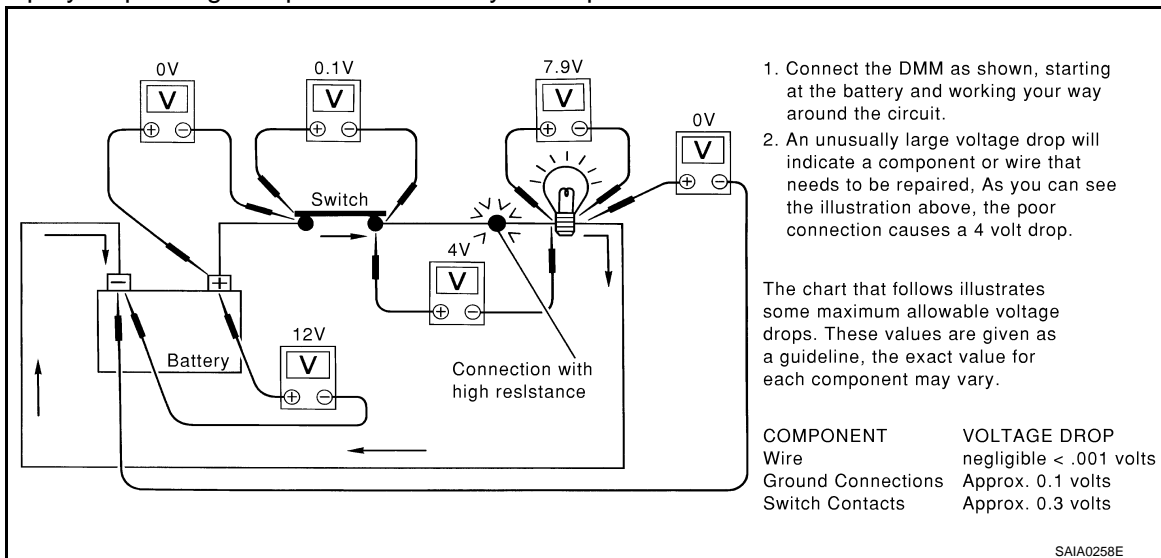 0V
0.1V
7.9V
0V
V
V
V
V
+ -
+ -
+ -
+ -
Switch
4V
V
+ -
- +
Battery
12V
V
+ -
Connection with
high resIstance
1. Connect the DMM as shown, starting
at the battery and working your way
around the circuit.
2. An unusually large voltage drop will
indicate a component or wire that
needs to be repaired, As you can see
the illustration above, the poor
connection causes a 4 volt drop.
The chart that follows illustrates
some maximum allowable voltage
drops. These values are given as
a guideline, the exact value for
each component may vary.
COMPONENT VOLTAGE DROP
Wire negligible < .001 volts
Ground Connections Approx. 0.1 volts
Switch Contacts Approx. 0.3 volts
SAIA0258E